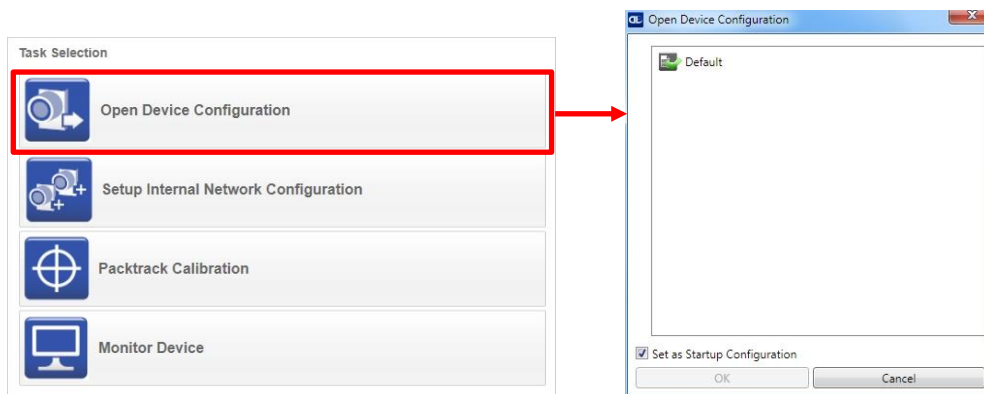 Task Selection
Open Device Configuration
Setup Internal Network Configuration
Packtrack Calibration
Monitor Device
Open Device Configuration
Default
Set as Startup Configuration
OK
Cancel